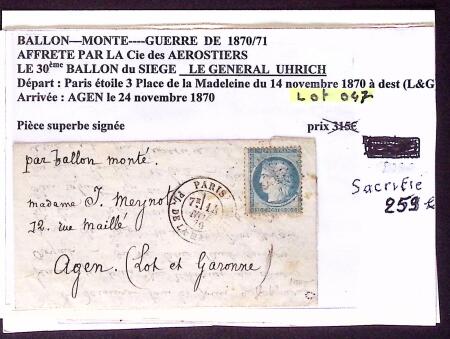 BALLON—MONTE----GUERRE DE 1870/71
AFFRETE PAR LA Cie des AEROSTIERS
LE 30ème BALLON du SIEGE LE GENERAL UHRICH
Départ : Paris étoile 3 Place de la Madeleine du 14 novembre 1870 à dest (L&G
Arrivée : AGEN le 24 novembre 1870
Lot 047
Pièce superbe signée
prix 315€
Sacrifié
259 €
par ballon monté.
PARIS
madame J. Meynot
72. rue Maillé
Agen. (Lot et Garonne)